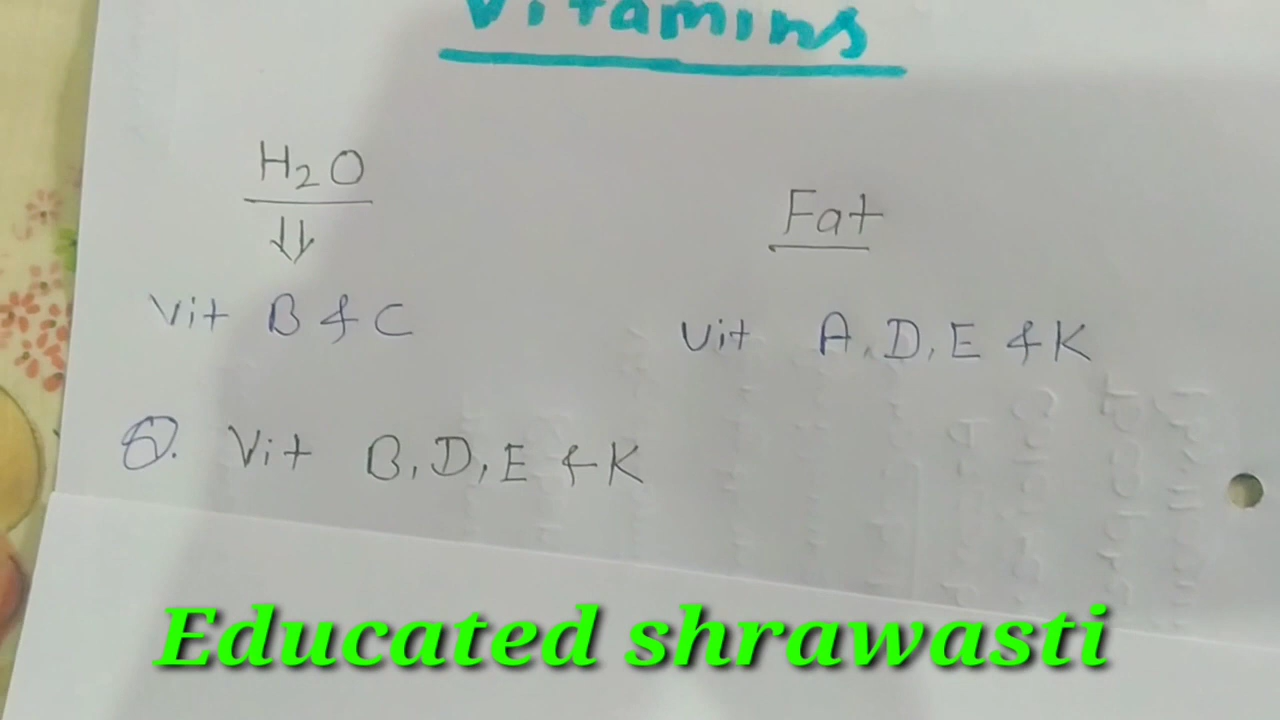 Vitamins
H2O
Fat
Vit B & C
Vit A, D, E & K
Q. Vit B, D, E & K
Educated shrawasti